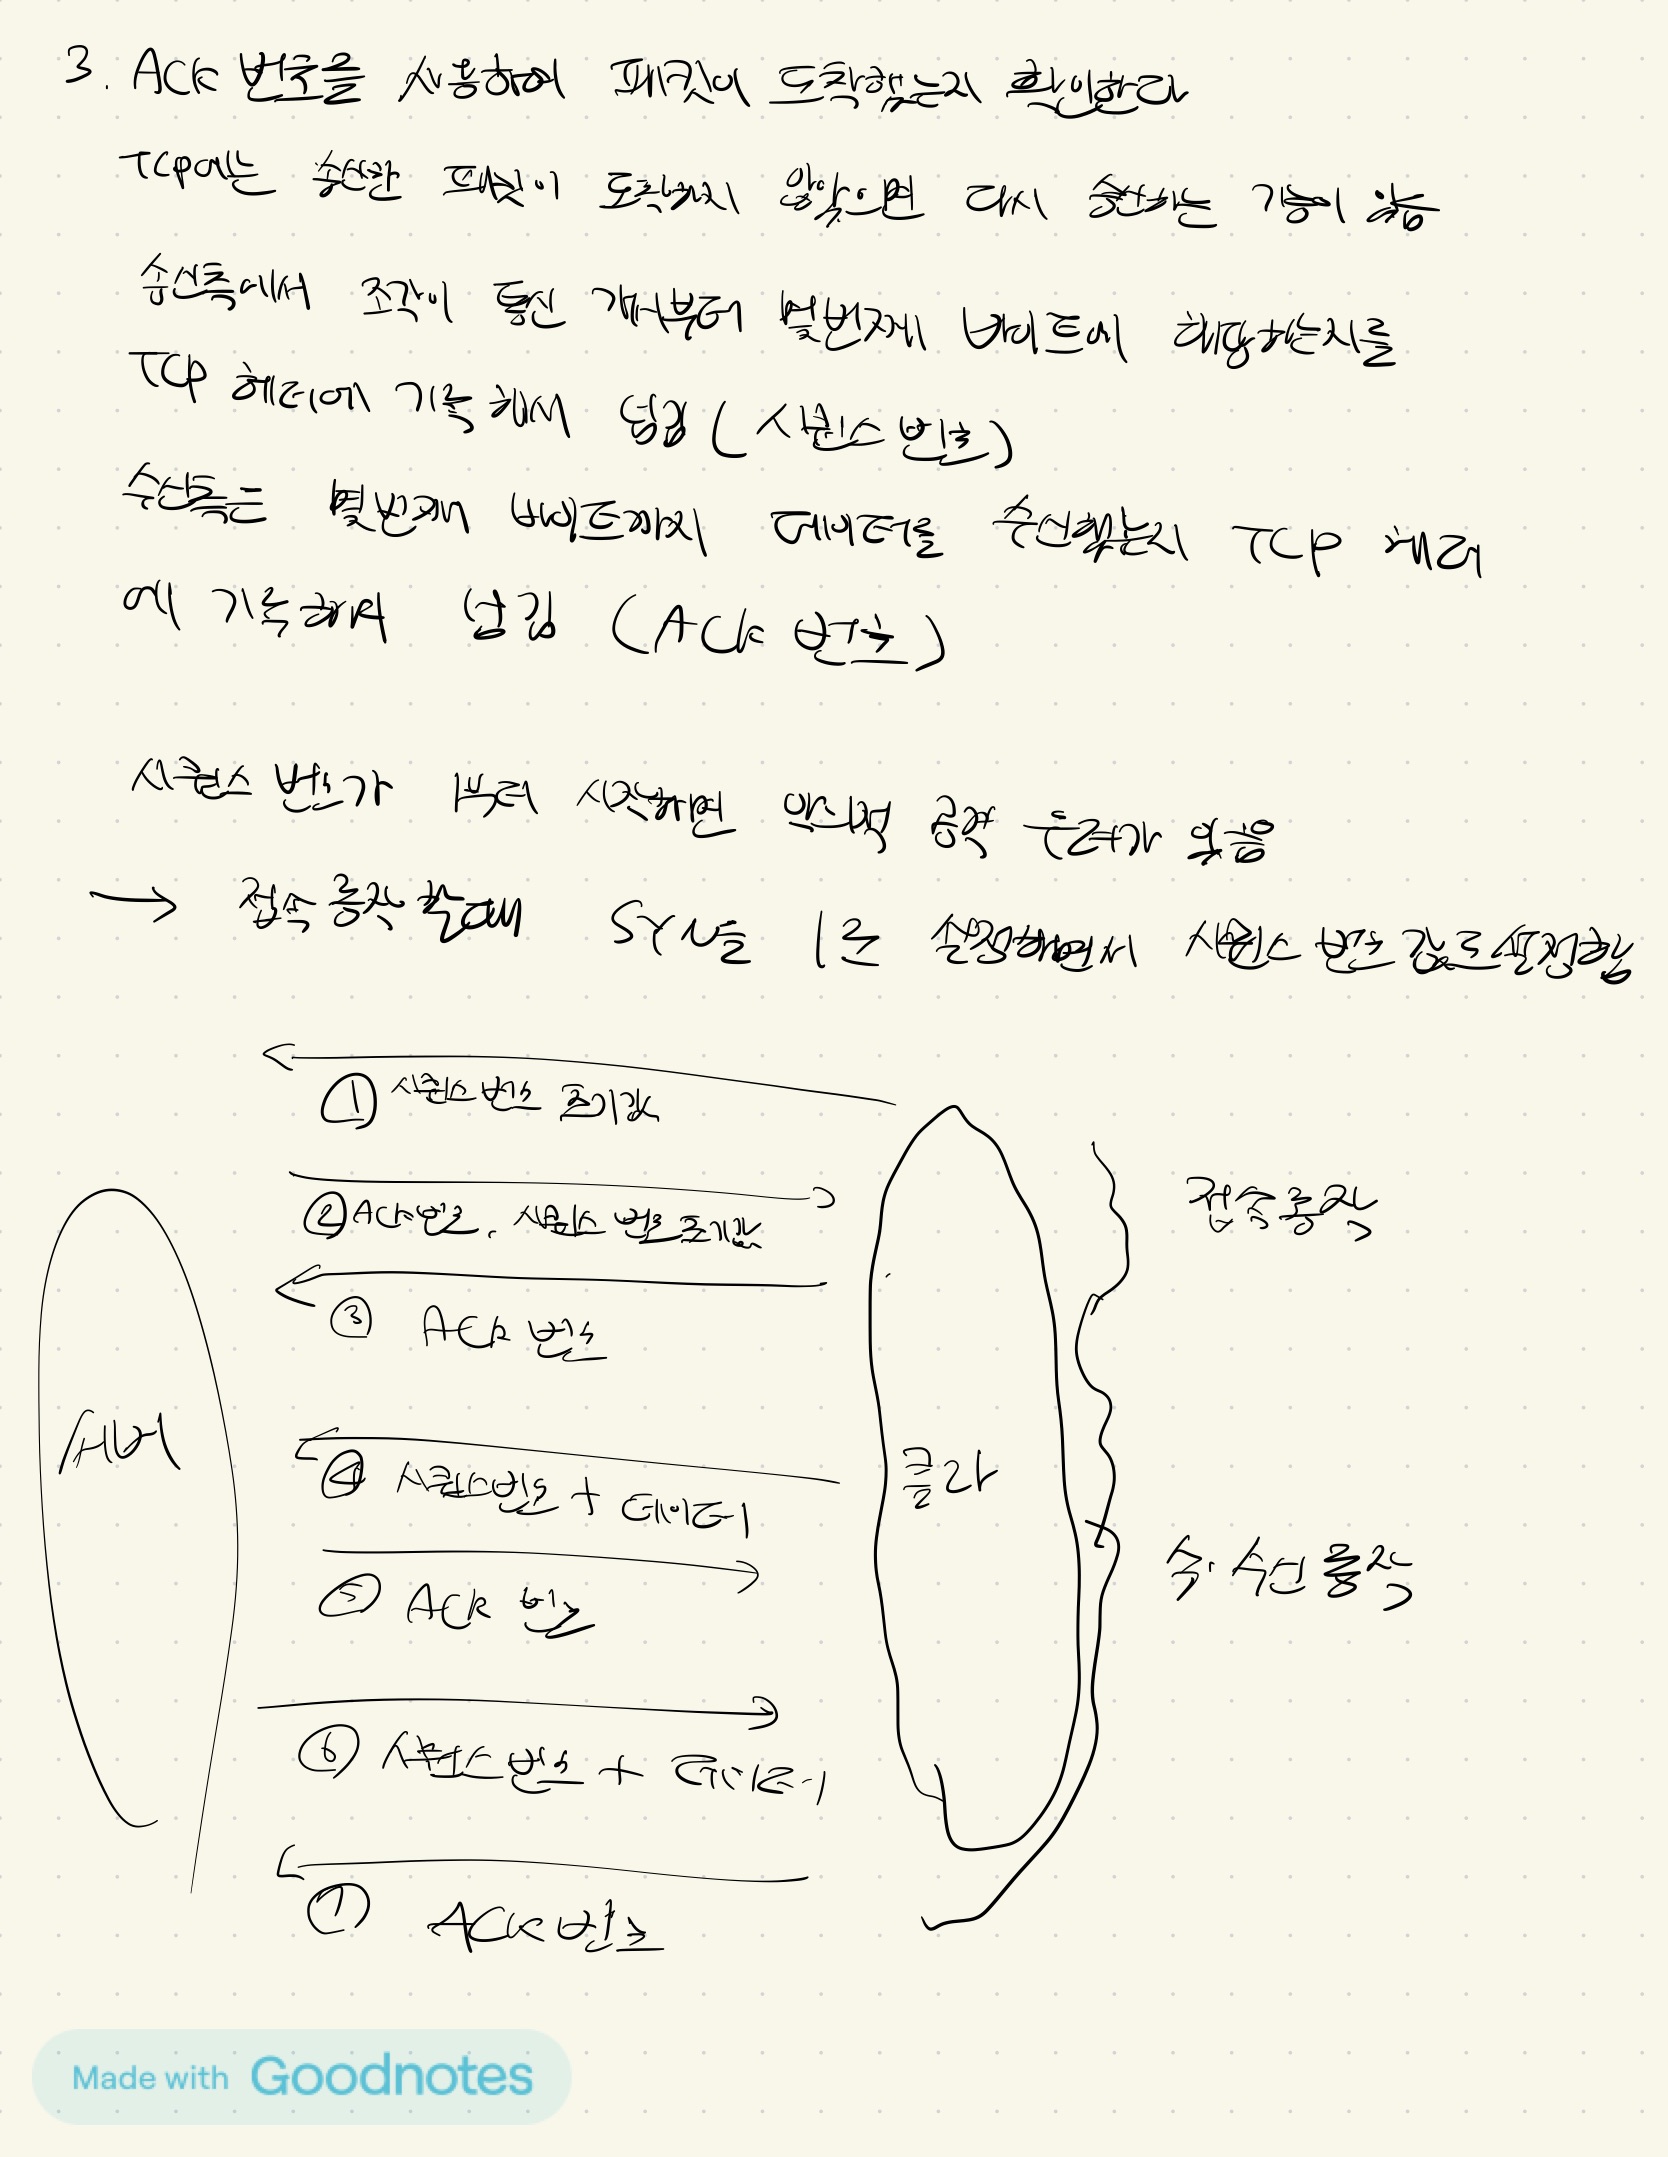 3. ACK 번호를 사용하여 패킷이 도착했는지 확인한다
TCP에는 송신한 패킷이 도착하지 않았으면 다시 송신하는 기능이 있음
송신측에서 조각이 통신 개시부터 몇번째 바이트에 해당하는지를
TCP 헤더에 기록해서 넘김 (시퀀스 번호)
수신측은 몇번째 바이트까지 데이터를 수신했는지 TCP 헤더
에 기록하여 넘김 (ACK 번호)
시퀀스 번호가 1부터 시작하면 악의적 공격 우려가 있음
→ 접속 동작 할때 SYN을 1로 설정하면서 시퀀스 번호 값도 설정함
① 시퀀스 번호 초기값
② ACK번호, 시퀀스 번호 초기값
접속 동작
③ ACK 번호
서버
클라
④ 시퀀스번호 + 데이터
송·수신 동작
⑤ ACK 번호
⑥ 시퀀스번호 + 데이터
⑦ ACK 번호
Made with Goodnotes